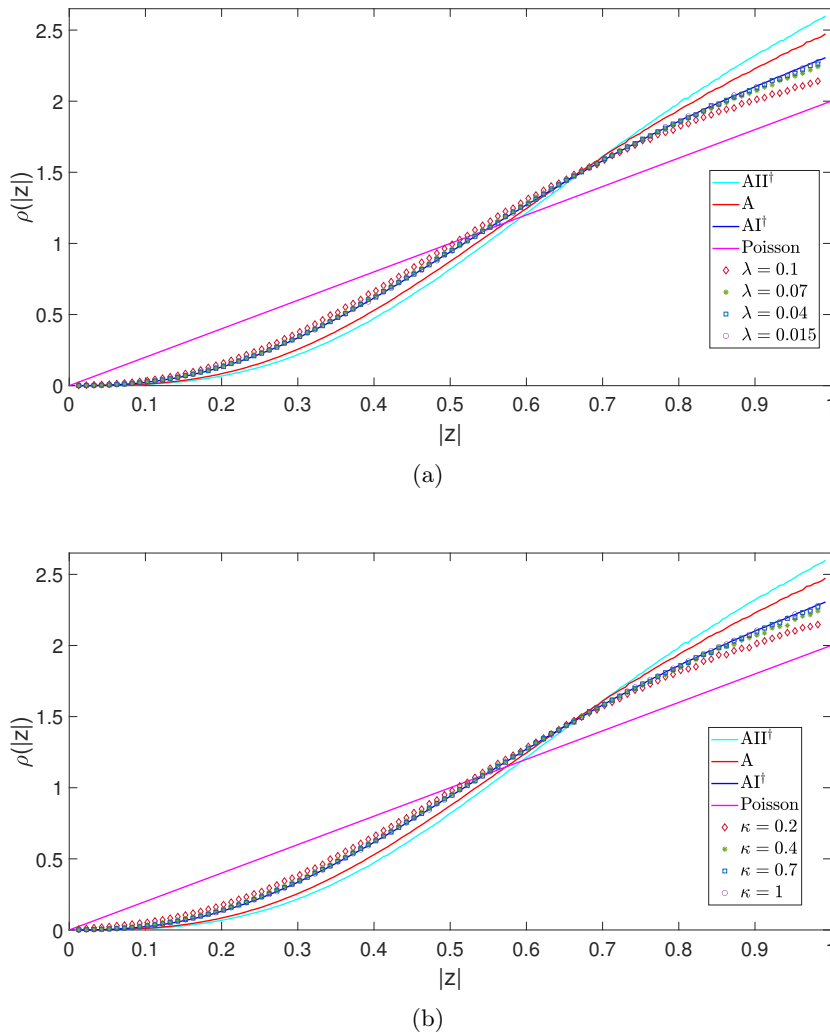 2.5
2
1.5
1
0.5
0
ρ(|z|)
AII†
A
AI†
Poisson
λ = 0.1
λ = 0.07
λ = 0.04
λ = 0.015
0 0.1 0.2 0.3 0.4 0.5 0.6 0.7 0.8 0.9 1
|z|
(a)
2.5
2
1.5
1
0.5
0
ρ(|z|)
AII†
A
AI†
Poisson
κ = 0.2
κ = 0.4
κ = 0.7
κ = 1
0 0.1 0.2 0.3 0.4 0.5 0.6 0.7 0.8 0.9 1
|z|
(b)